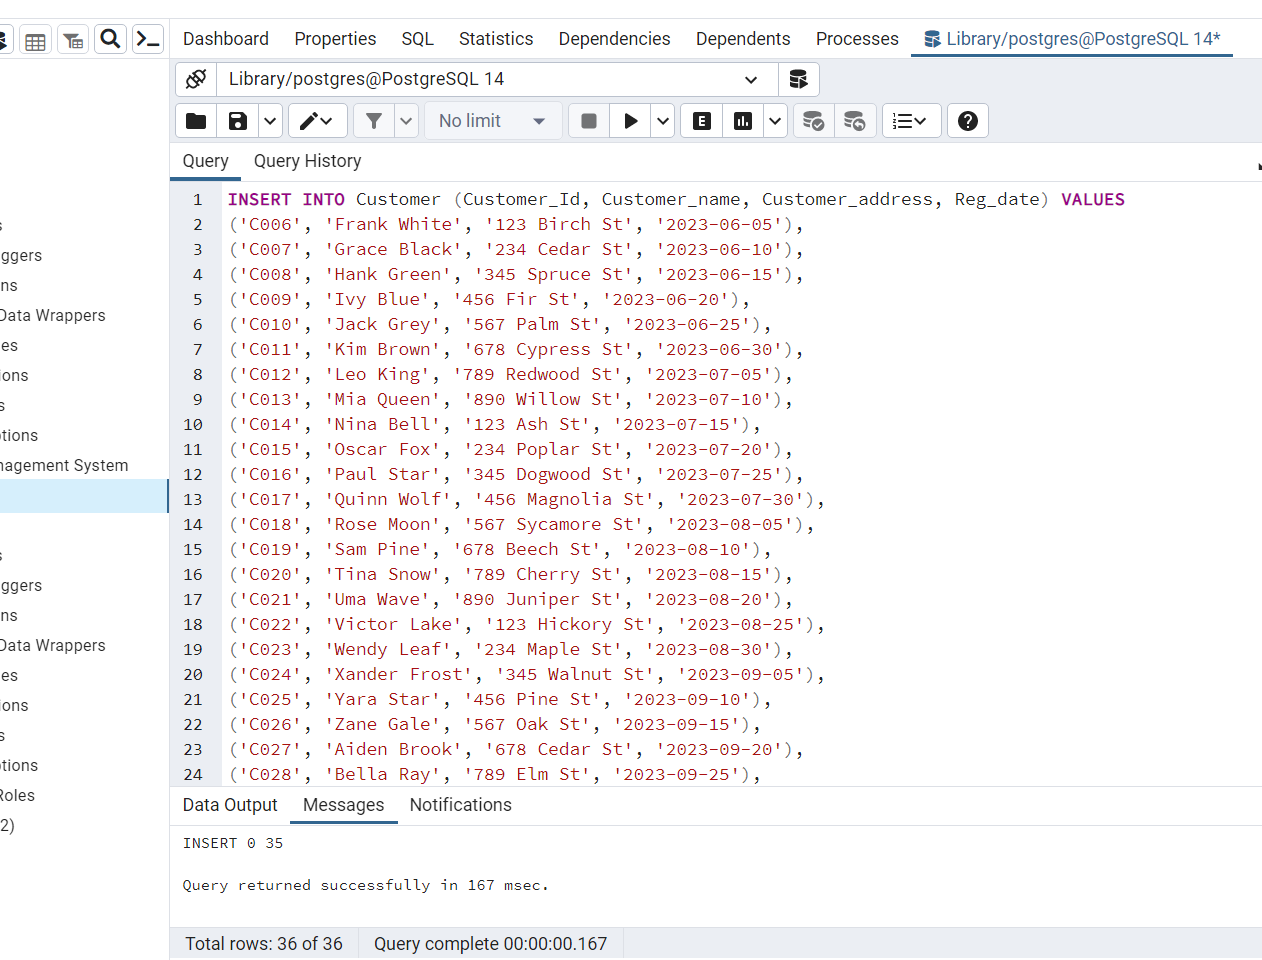 Dashboard Properties SQL Statistics Dependencies Dependents Processes Library/postgres@PostgreSQL 14*
Library/postgres@PostgreSQL 14
No limit
Query Query History
1 INSERT INTO Customer (Customer_Id, Customer_name, Customer_address, Reg_date) VALUES
2 ('C006', 'Frank White', '123 Birch St', '2023-06-05'),
3 ('C007', 'Grace Black', '234 Cedar St', '2023-06-10'),
4 ('C008', 'Hank Green', '345 Spruce St', '2023-06-15'),
5 ('C009', 'Ivy Blue', '456 Fir St', '2023-06-20'),
6 ('C010', 'Jack Grey', '567 Palm St', '2023-06-25'),
7 ('C011', 'Kim Brown', '678 Cypress St', '2023-06-30'),
8 ('C012', 'Leo King', '789 Redwood St', '2023-07-05'),
9 ('C013', 'Mia Queen', '890 Willow St', '2023-07-10'),
10 ('C014', 'Nina Bell', '123 Ash St', '2023-07-15'),
11 ('C015', 'Oscar Fox', '234 Poplar St', '2023-07-20'),
12 ('C016', 'Paul Star', '345 Dogwood St', '2023-07-25'),
13 ('C017', 'Quinn Wolf', '456 Magnolia St', '2023-07-30'),
14 ('C018', 'Rose Moon', '567 Sycamore St', '2023-08-05'),
15 ('C019', 'Sam Pine', '678 Beech St', '2023-08-10'),
16 ('C020', 'Tina Snow', '789 Cherry St', '2023-08-15'),
17 ('C021', 'Uma Wave', '890 Juniper St', '2023-08-20'),
18 ('C022', 'Victor Lake', '123 Hickory St', '2023-08-25'),
19 ('C023', 'Wendy Leaf', '234 Maple St', '2023-08-30'),
20 ('C024', 'Xander Frost', '345 Walnut St', '2023-09-05'),
21 ('C025', 'Yara Star', '456 Pine St', '2023-09-10'),
22 ('C026', 'Zane Gale', '567 Oak St', '2023-09-15'),
23 ('C027', 'Aiden Brook', '678 Cedar St', '2023-09-20'),
24 ('C028', 'Bella Ray', '789 Elm St', '2023-09-25'),
Data Output Messages Notifications
INSERT 0 35
Query returned successfully in 167 msec.
Total rows: 36 of 36 Query complete 00:00:00.167
s
ggers
ns
Data Wrappers
es
ions
s
otions
nagement System
s
ggers
ns
Data Wrappers
es
ions
s
otions
Roles
2)